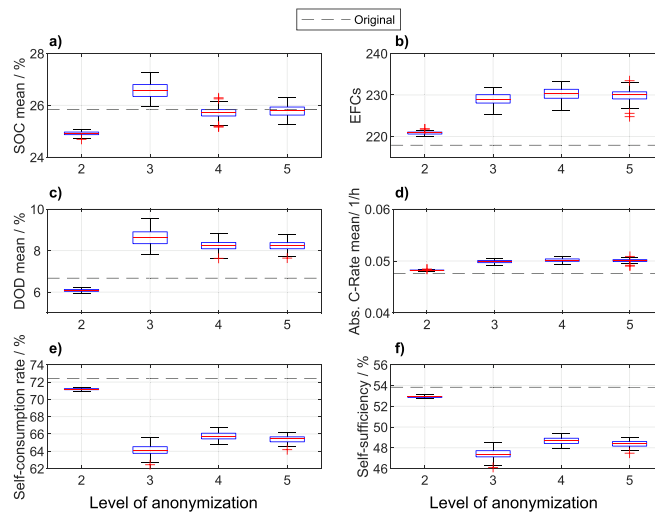 Original
a)
b)
SOC mean / %
28
26
24
2 3 4 5
EFCs
240
230
220
2 3 4 5
c)
d)
DOD mean / %
10
8
6
2 3 4 5
Abs. C-Rate mean/ 1/h
0.06
0.05
0.04
2 3 4 5
e)
f)
Self-consumption rate / %
74
72
70
68
66
64
62
2 3 4 5
Level of anonymization
Self-sufficiency / %
56
54
52
50
48
46
2 3 4 5
Level of anonymization